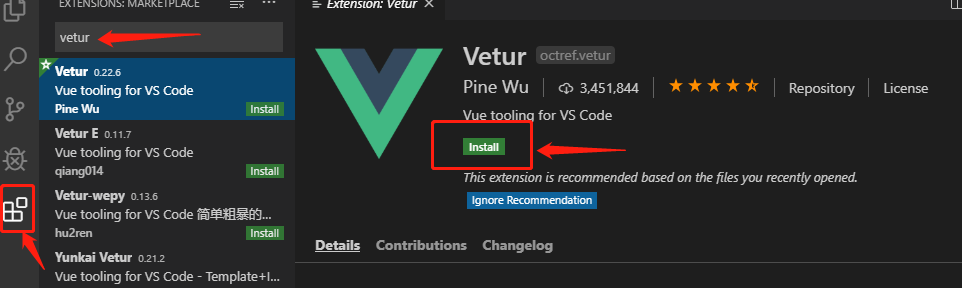 EXTENSIONS: MARKETPLACE
vetur
Vetur 0.22.6
Vue tooling for VS Code
Pine Wu Install
Vetur E 0.11.7
Vue tooling for VS Code
qiang014 Install
Vetur-wepy 0.13.6
Vue tooling for VS Code 简单粗暴的...
hu2ren Install
Yunkai Vetur 0.21.2
Vue tooling for VS Code - Template+I...
Extension: Vetur
Vetur octref.vetur
Pine Wu 3,451,844 Repository License
Vue tooling for VS Code
Install
This extension is recommended based on the files you recently opened.
Ignore Recommendation
Details Contributions Changelog